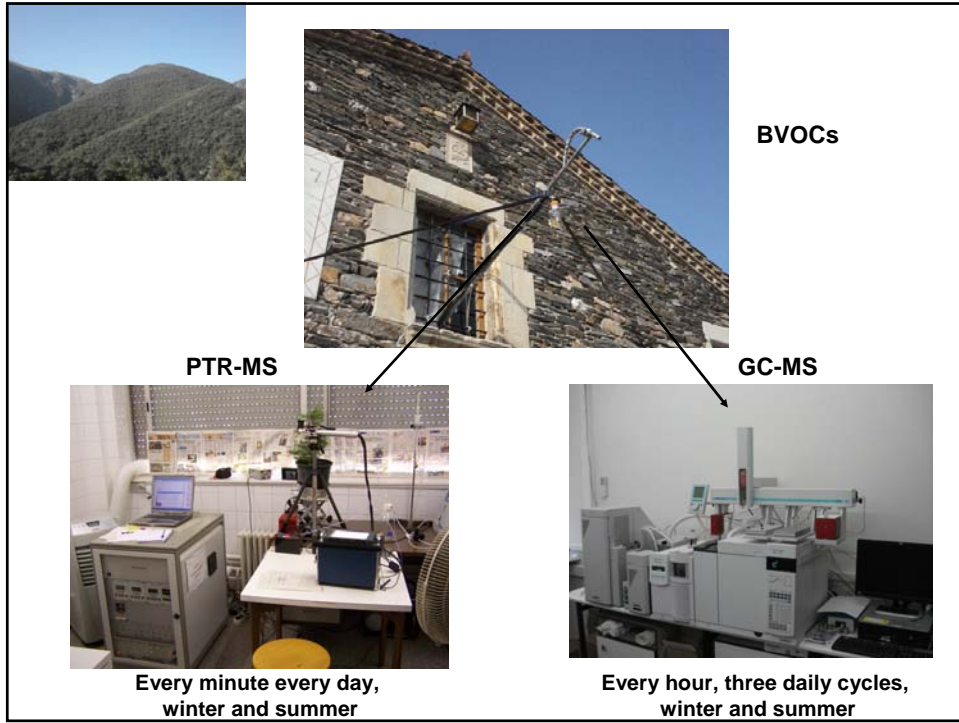 BVOCs
PTR-MS
GC-MS
Every minute every day,
winter and summer
Every hour, three daily cycles,
winter and summer